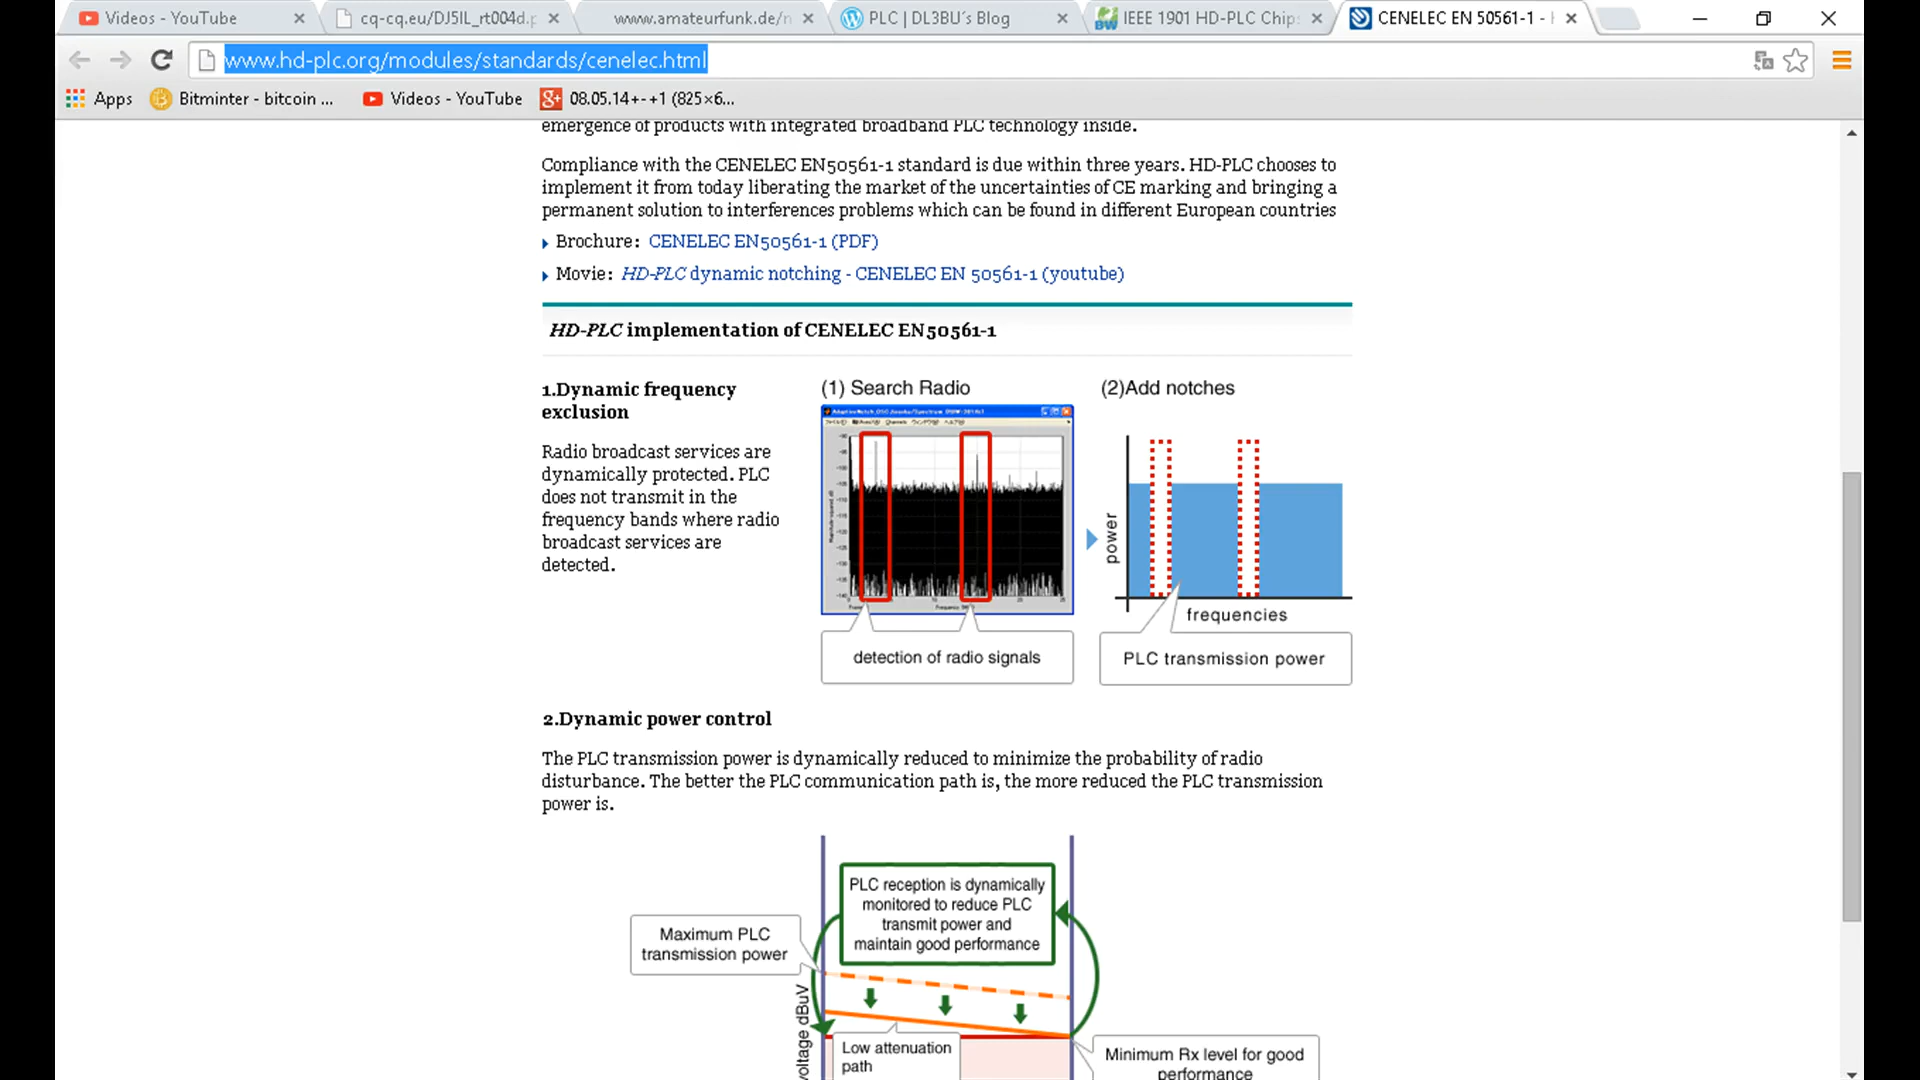 Videos - YouTube
cq-cq.eu/DJ5IL_rt004d.p
www.amateurfunk.de/n
PLC | DL3BU's Blog
IEEE 1901 HD-PLC Chips
CENELEC EN 50561-1 -
www.hd-plc.org/modules/standards/cenelec.html
Apps
Bitminter - bitcoin ...
Videos - YouTube
08.05.14+-+1 (825×6...
emergence of products with integrated broadband PLC technology inside.
Compliance with the CENELEC EN50561-1 standard is due within three years. HD-PLC chooses to
implement it from today liberating the market of the uncertainties of CE marking and bringing a
permanent solution to interferences problems which can be found in different European countries
Brochure: CENELEC EN50561-1 (PDF)
Movie: HD-PLC dynamic notching - CENELEC EN 50561-1 (youtube)
HD-PLC implementation of CENELEC EN50561-1
1.Dynamic frequency
exclusion
Radio broadcast services are
dynamically protected. PLC
does not transmit in the
frequency bands where radio
broadcast services are
detected.
(1) Search Radio
detection of radio signals
(2)Add notches
power
frequencies
PLC transmission power
2.Dynamic power control
The PLC transmission power is dynamically reduced to minimize the probability of radio
disturbance. The better the PLC communication path is, the more reduced the PLC transmission
power is.
PLC reception is dynamically
monitored to reduce PLC
transmit power and
maintain good performance
Maximum PLC
transmission power
voltage dBuV
Low attenuation
path
Minimum Rx level for good
performance